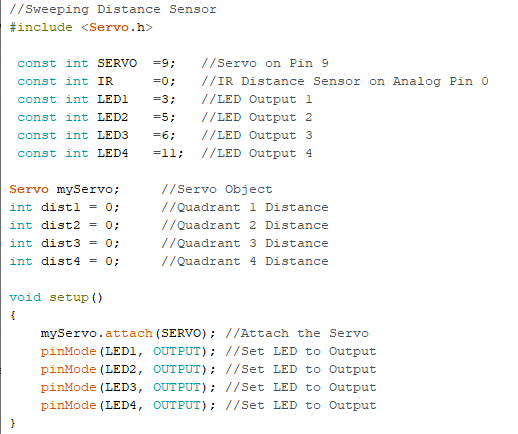 //Sweeping Distance Sensor
#include <Servo.h>
const int SERVO =9; //Servo on Pin 9
const int IR =0; //IR Distance Sensor on Analog Pin 0
const int LED1 =3; //LED Output 1
const int LED2 =5; //LED Output 2
const int LED3 =6; //LED Output 3
const int LED4 =11; //LED Output 4
Servo myServo; //Servo Object
int dist1 = 0; //Quadrant 1 Distance
int dist2 = 0; //Quadrant 2 Distance
int dist3 = 0; //Quadrant 3 Distance
int dist4 = 0; //Quadrant 4 Distance
void setup()
{
myServo.attach(SERVO); //Attach the Servo
pinMode(LED1, OUTPUT); //Set LED to Output
pinMode(LED2, OUTPUT); //Set LED to Output
pinMode(LED3, OUTPUT); //Set LED to Output
pinMode(LED4, OUTPUT); //Set LED to Output
}